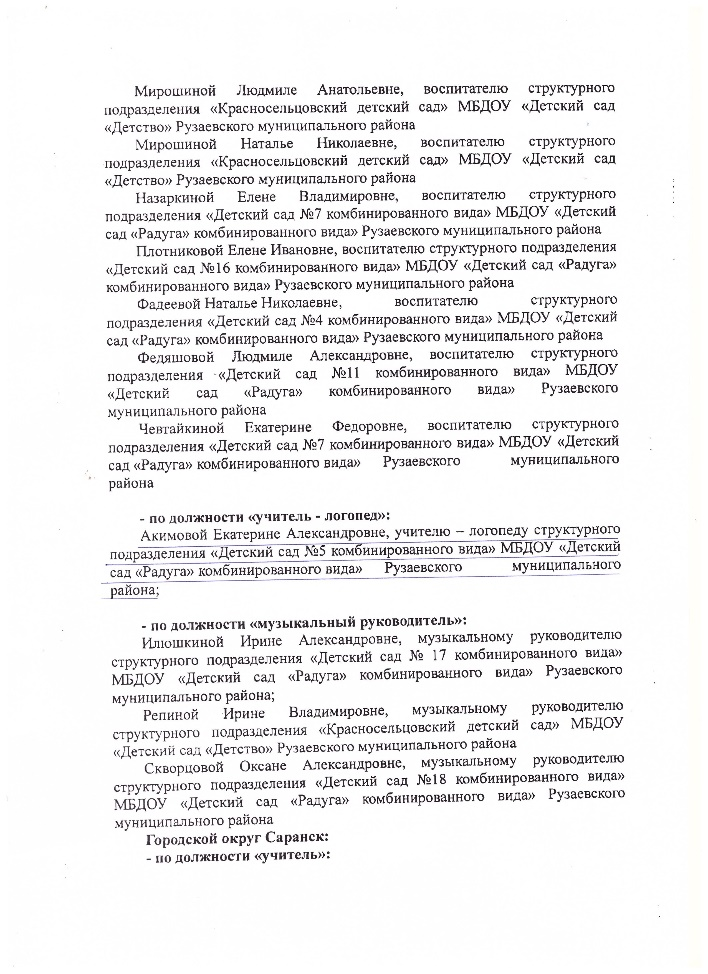 Мирошиной Людмиле Анатольевне, воспитателю структурного
подразделения «Красносельцовский детский сад» МБДОУ «Детский сад
«Детство» Рузаевского муниципального района
Мирошиной Наталье Николаевне, воспитателю структурного
подразделения «Красносельцовский детский сад» МБДОУ «Детский сад
«Детство» Рузаевского муниципального района
Назаркиной Елене Владимировне, воспитателю структурного
подразделения «Детский сад №7 комбинированного вида» МБДОУ «Детский
сад «Радуга» комбинированного вида» Рузаевского муниципального района
Плотниковой Елене Ивановне, воспитателю структурного подразделения
«Детский сад №16 комбинированного вида» МБДОУ «Детский сад «Радуга»
комбинированного вида» Рузаевского муниципального района
Фадеевой Наталье Николаевне, воспитателю структурного
подразделения «Детский сад №4 комбинированного вида» МБДОУ «Детский
сад «Радуга» комбинированного вида» Рузаевского муниципального района
Федяшовой Людмиле Александровне, воспитателю структурного
подразделения «Детский сад №11 комбинированного вида» МБДОУ
«Детский сад «Радуга» комбинированного вида» Рузаевского
муниципального района
Чевтайкиной Екатерине Федоровне, воспитателю структурного
подразделения «Детский сад №7 комбинированного вида» МБДОУ «Детский
сад «Радуга» комбинированного вида» Рузаевского муниципального
района
- по должности «учитель - логопед»:
Акимовой Екатерине Александровне, учителю – логопеду структурного
подразделения «Детский сад №5 комбинированного вида» МБДОУ «Детский
сад «Радуга» комбинированного вида» Рузаевского муниципального
района;
- по должности «музыкальный руководитель»:
Илюшкиной Ирине Александровне, музыкальному руководителю
структурного подразделения «Детский сад № 17 комбинированного вида»
МБДОУ «Детский сад «Радуга» комбинированного вида» Рузаевского
муниципального района;
Репиной Ирине Владимировне, музыкальному руководителю
структурного подразделения «Красносельцовский детский сад» МБДОУ
«Детский сад «Детство» Рузаевского муниципального района
Скворцовой Оксане Александровне, музыкальному руководителю
структурного подразделения «Детский сад №18 комбинированного вида»
МБДОУ «Детский сад «Радуга» комбинированного вида» Рузаевского
муниципального района
Городской округ Саранск:
- по должности «учитель»: